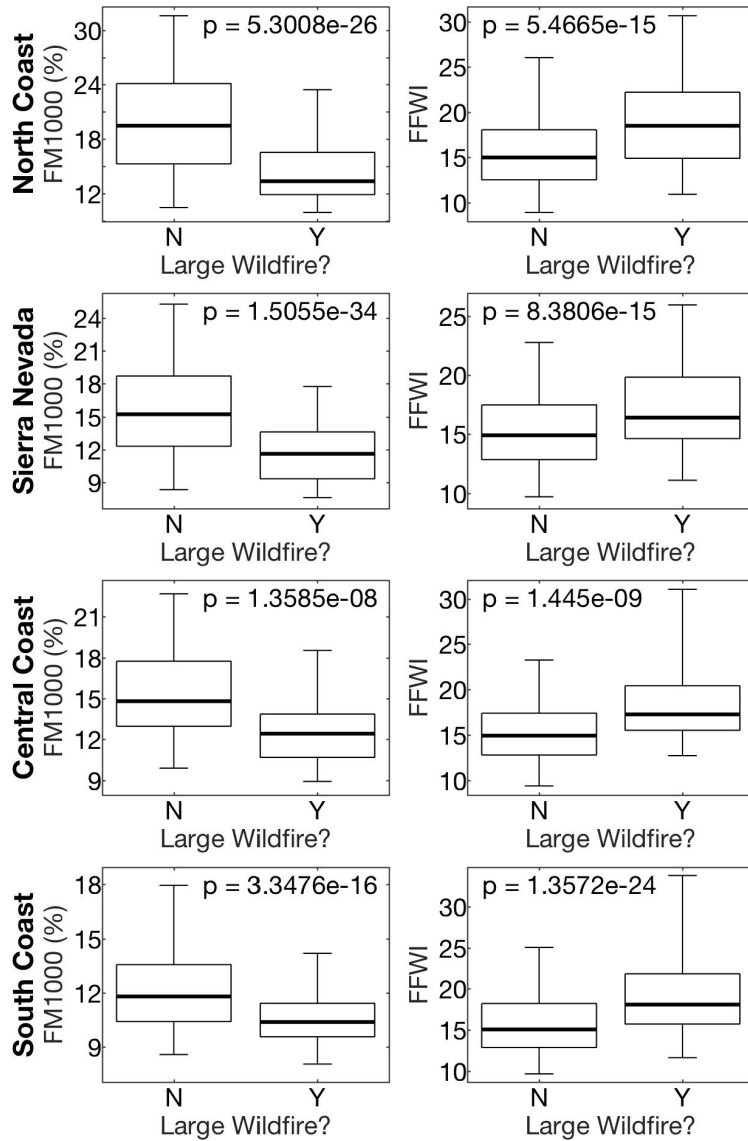 North Coast
FM1000 (%)
30
24
18
12
p = 5.3008e-26
N
Y
Large Wildfire?
FFWI
30
25
20
15
10
p = 5.4665e-15
N
Y
Large Wildfire?
Sierra Nevada
FM1000 (%)
24
21
18
15
12
9
p = 1.5055e-34
N
Y
Large Wildfire?
FFWI
25
20
15
10
p = 8.3806e-15
N
Y
Large Wildfire?
Central Coast
FM1000 (%)
21
18
15
12
9
p = 1.3585e-08
N
Y
Large Wildfire?
FFWI
30
25
20
15
10
p = 1.445e-09
N
Y
Large Wildfire?
South Coast
FM1000 (%)
18
15
12
9
p = 3.3476e-16
N
Y
Large Wildfire?
FFWI
30
25
20
15
10
p = 1.3572e-24
N
Y
Large Wildfire?